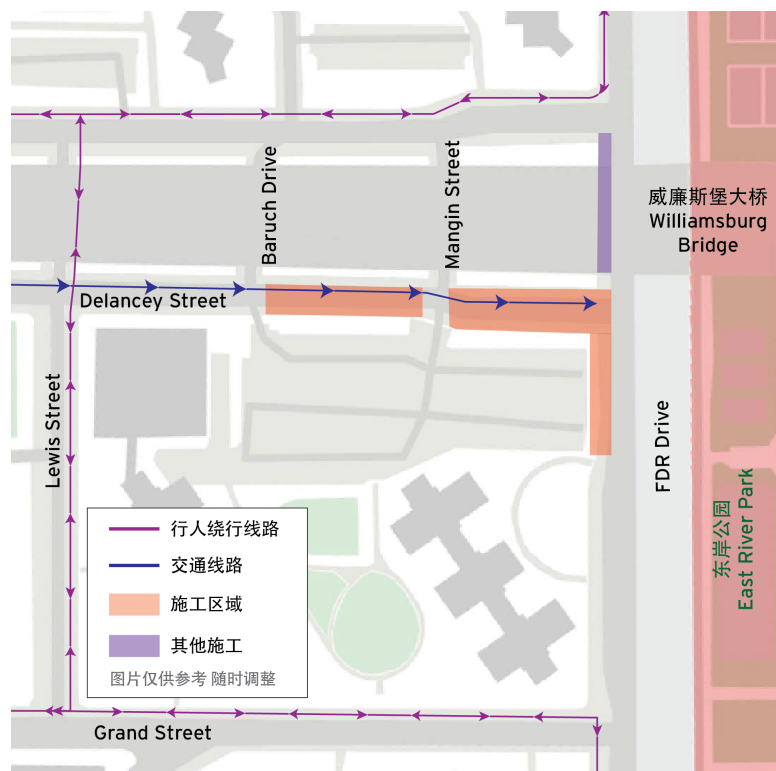 Baruch Drive
Mangin Street
威廉斯堡大桥
Williamsburg
Bridge
Delancey Street
Lewis Street
FDR Drive
东岸公园
East River Park
行人绕行线路
交通线路
施工区域
其他施工
图片仅供参考 随时调整
Grand Street